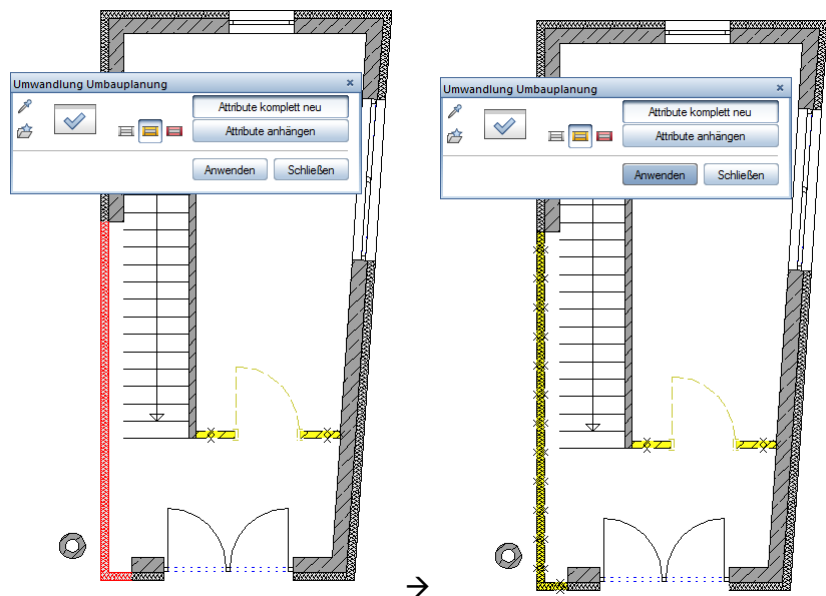 Umwandlung Umbauplanung
Attribute komplett neu
Attribute anhängen
Anwenden Schließen
Umwandlung Umbauplanung
Attribute komplett neu
Attribute anhängen
Anwenden Schließen